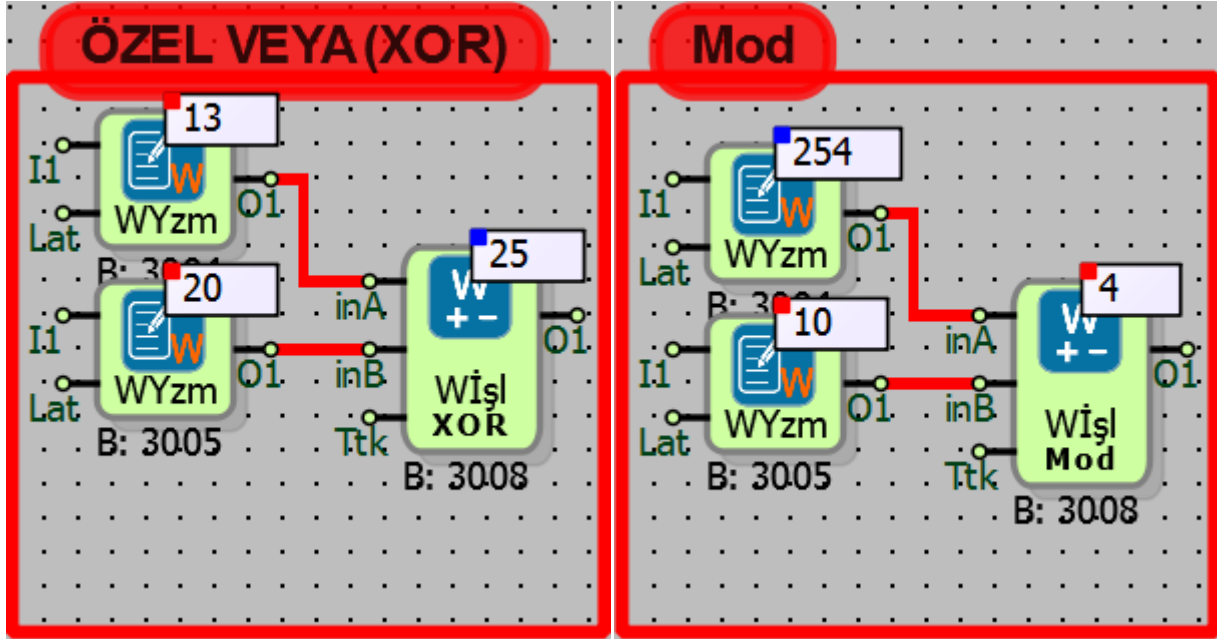 ÖZEL VEYA(XOR)
13
I1
O1
WYzm
Lat
20
25
inA
I1
O1
O1
inB
WYzm
WİşI
XOR
Lat
Ttk
B: 3005
B: 3008
Mod
254
I1
O1
WYzm
Lat
10
4
inA
I1
O1
O1
inB
WYzm
Wİşl
Mod
Lat
Ttk
B: 3005
B: 3008